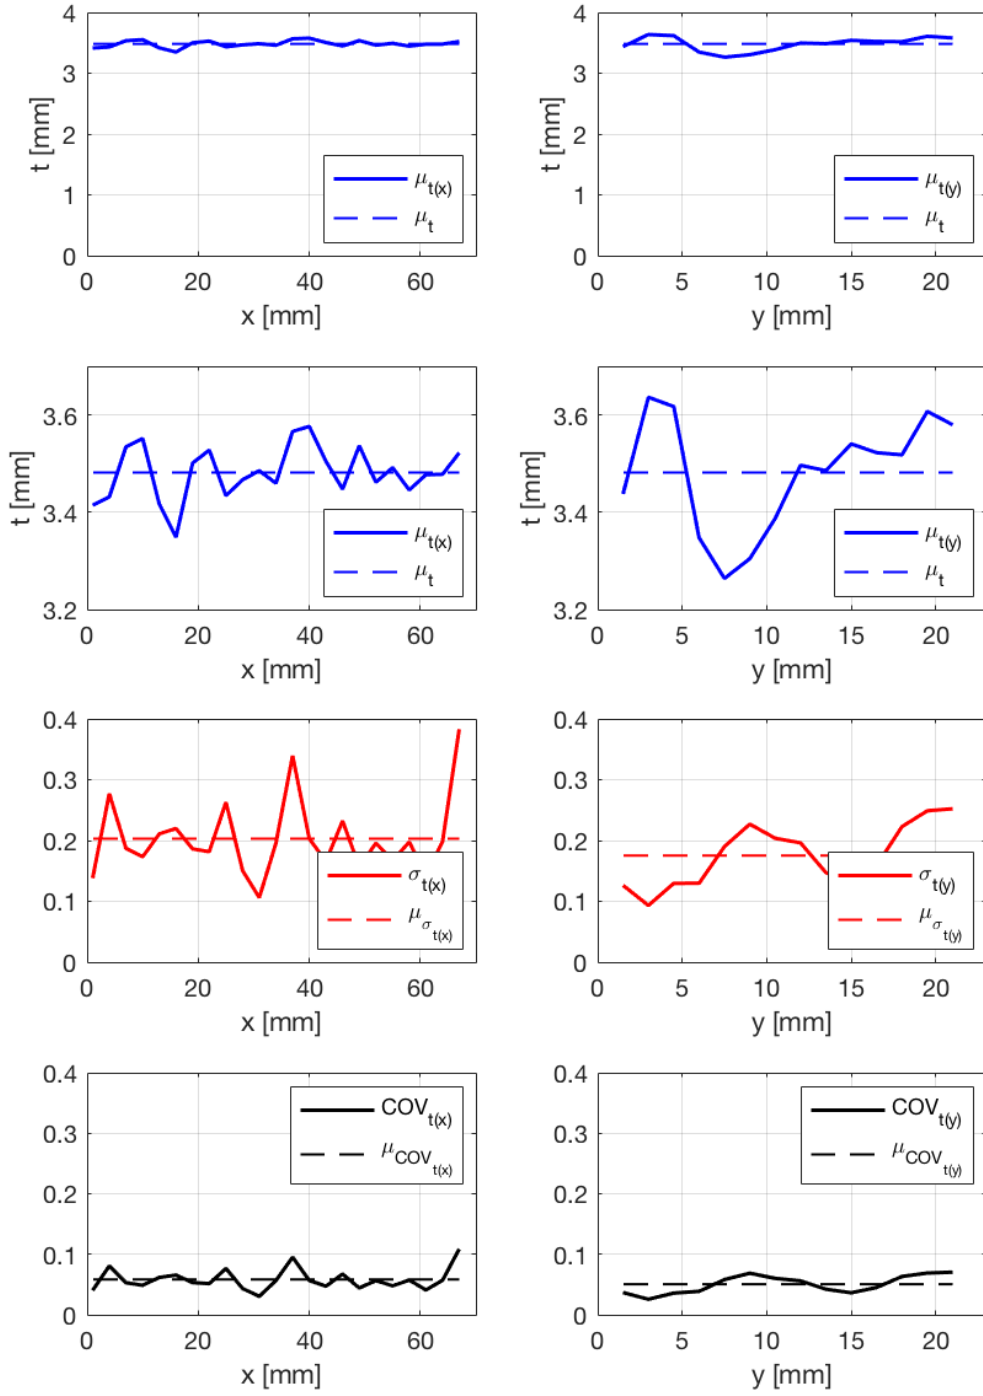 4
3
2
1
0
t [mm]
μt(x)
μt
0 20 40 60
x [mm]
4
3
2
1
0
t [mm]
μt(y)
μt
0 5 10 15 20
y [mm]
3.6
3.4
3.2
t [mm]
μt(x)
μt
0 20 40 60
x [mm]
3.6
3.4
3.2
t [mm]
μt(y)
μt
0 5 10 15 20
y [mm]
0.4
0.3
0.2
0.1
0
σt(x)
μσt(x)
0 20 40 60
x [mm]
0.4
0.3
0.2
0.1
0
σt(y)
μσt(y)
0 5 10 15 20
y [mm]
0.4
0.3
0.2
0.1
0
COVt(x)
μCOVt(x)
0 20 40 60
x [mm]
0.4
0.3
0.2
0.1
0
COVt(y)
μCOVt(y)
0 5 10 15 20
y [mm]